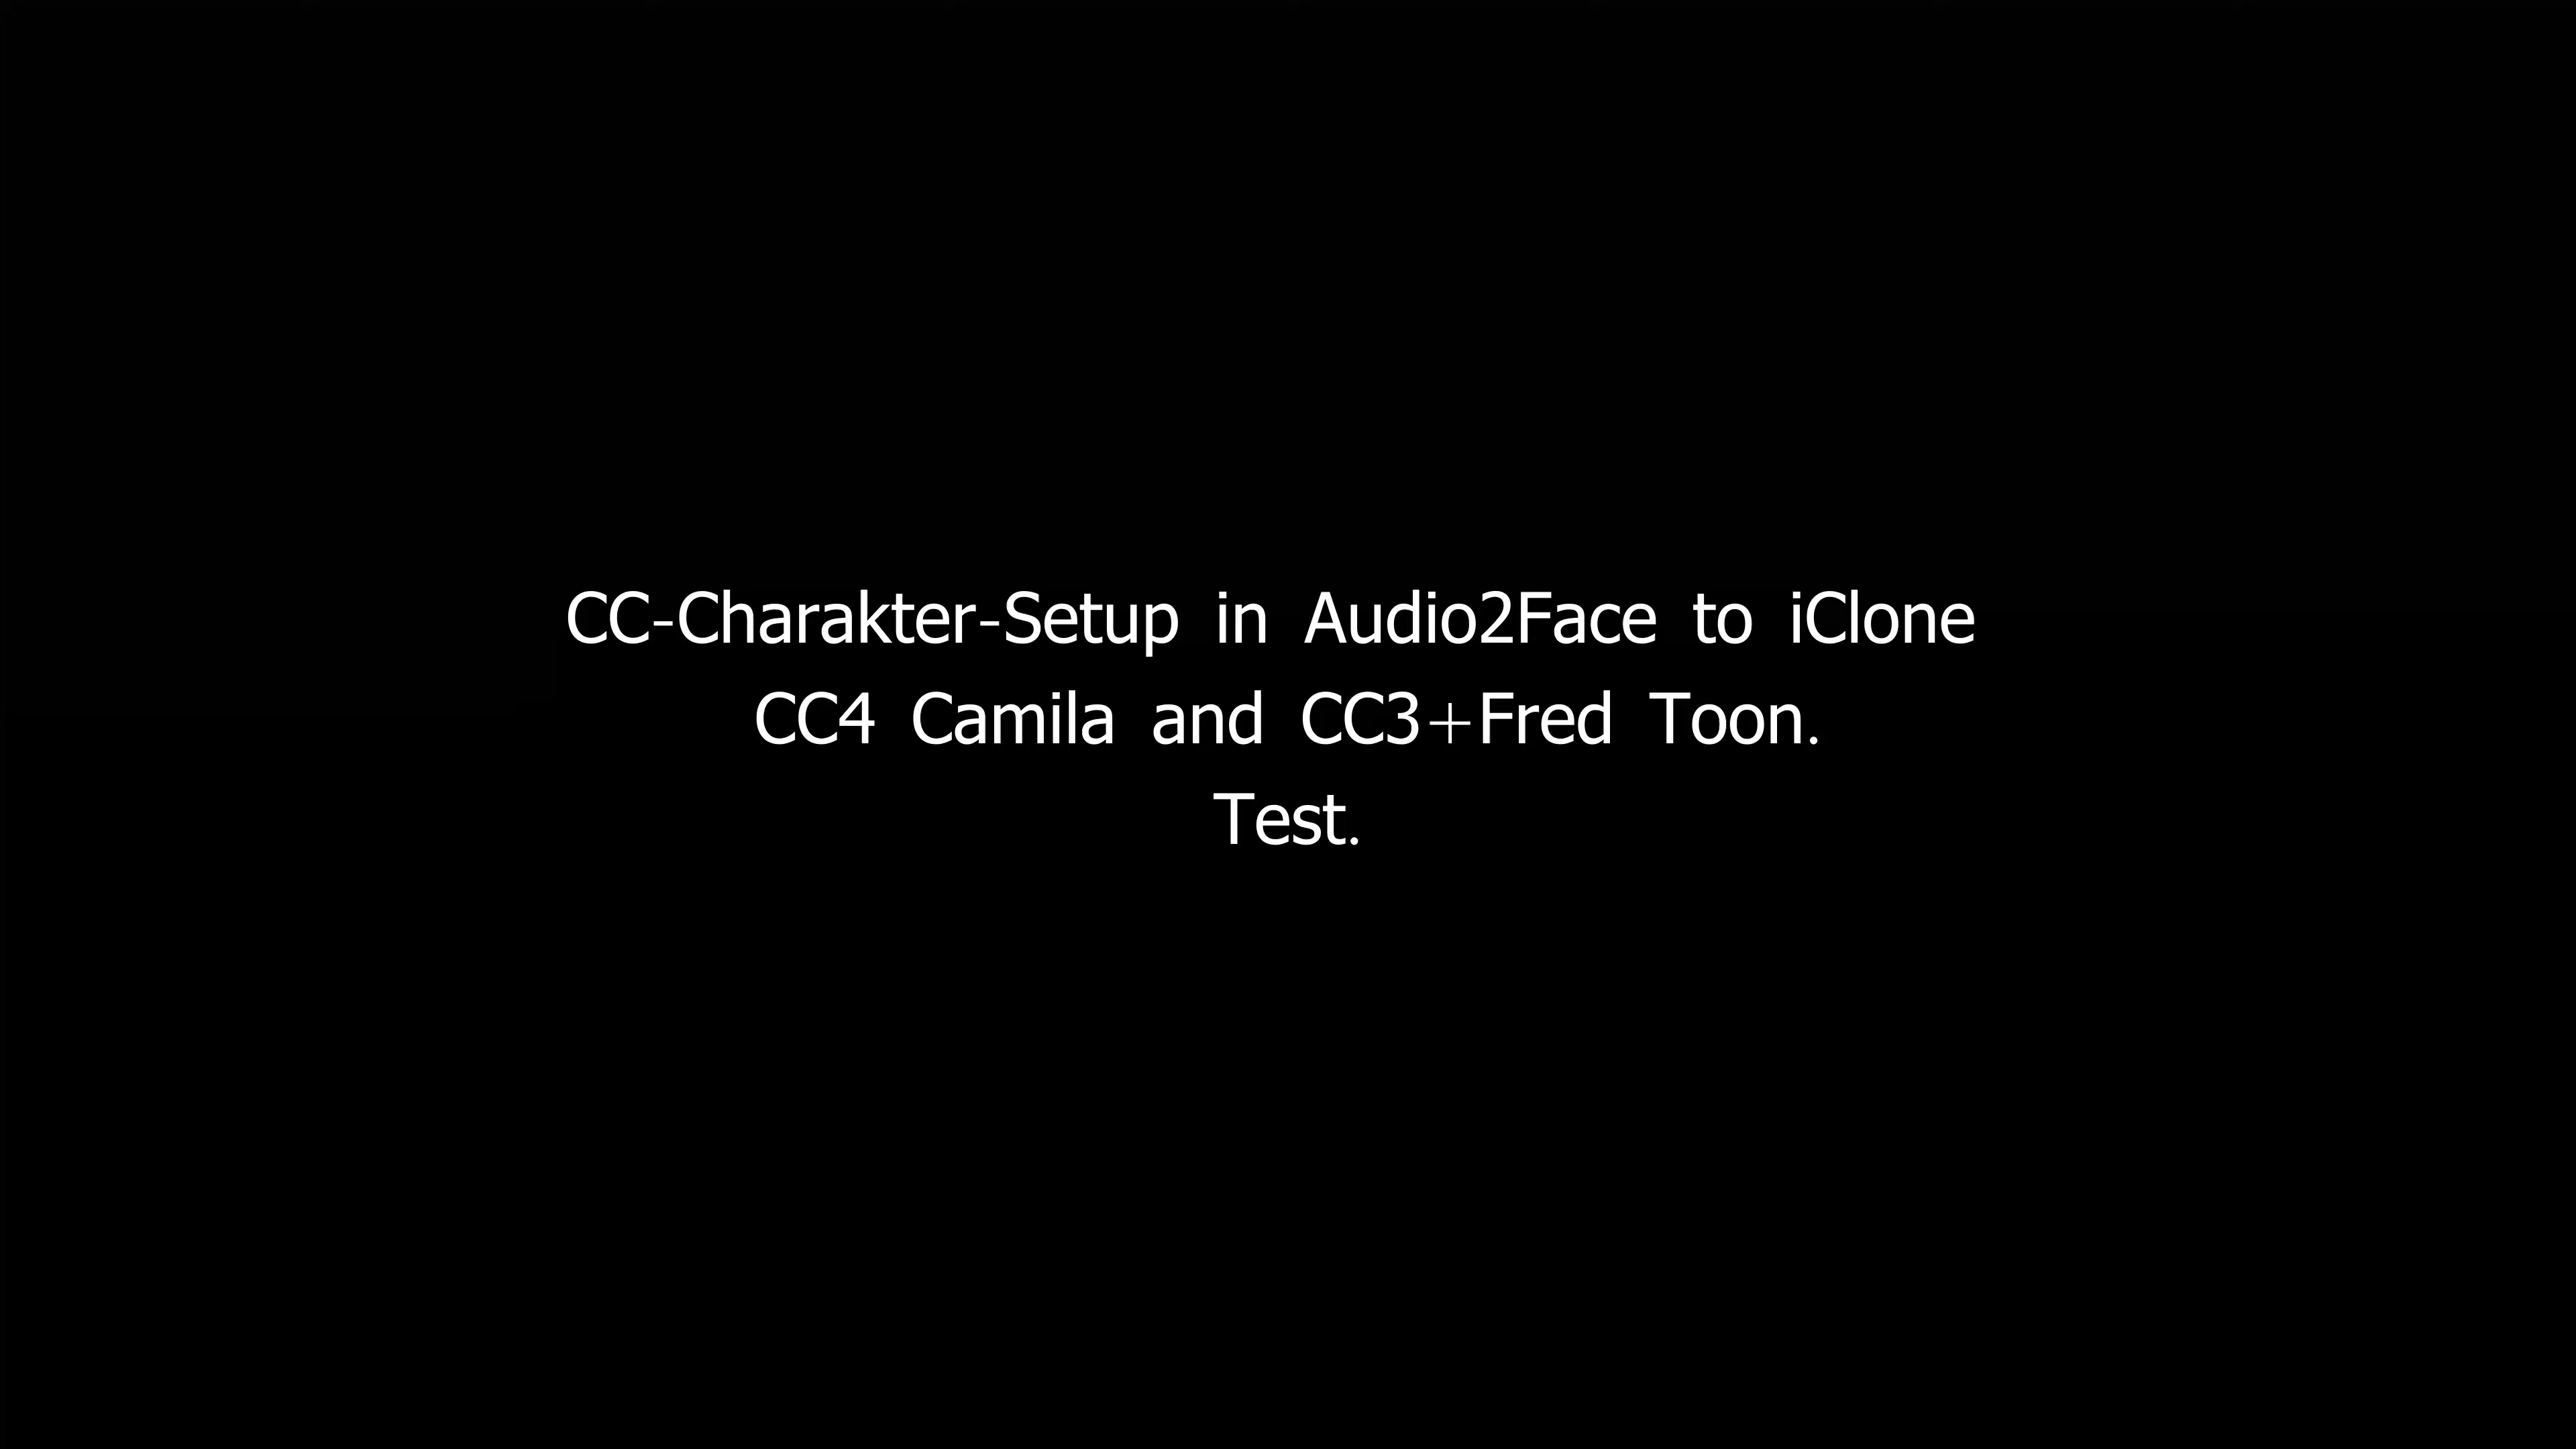 CC-Charakter-Setup in Audio2Face to iClone
CC4 Camila and CC3+Fred Toon.
Test.